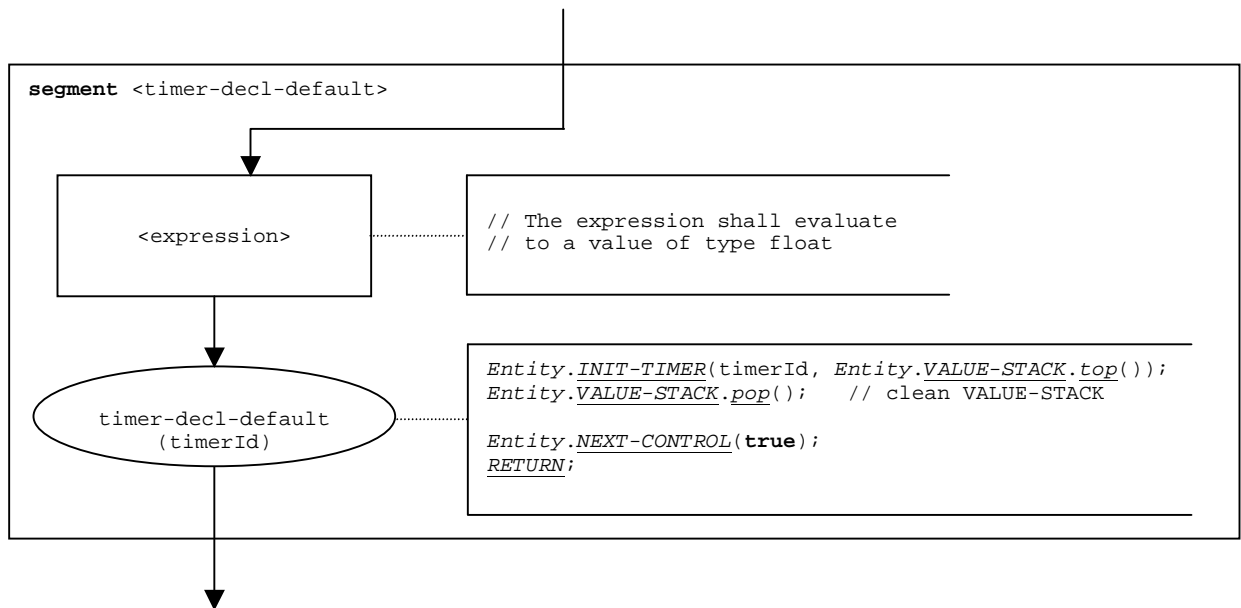 segment <timer-decl-default>
<expression>
// The expression shall evaluate
// to a value of type float
timer-decl-default
(timerId)
Entity.INIT-TIMER(timerId, Entity.VALUE-STACK.top());
Entity.VALUE-STACK.pop();   // clean VALUE-STACK
Entity.NEXT-CONTROL(true);
RETURN;